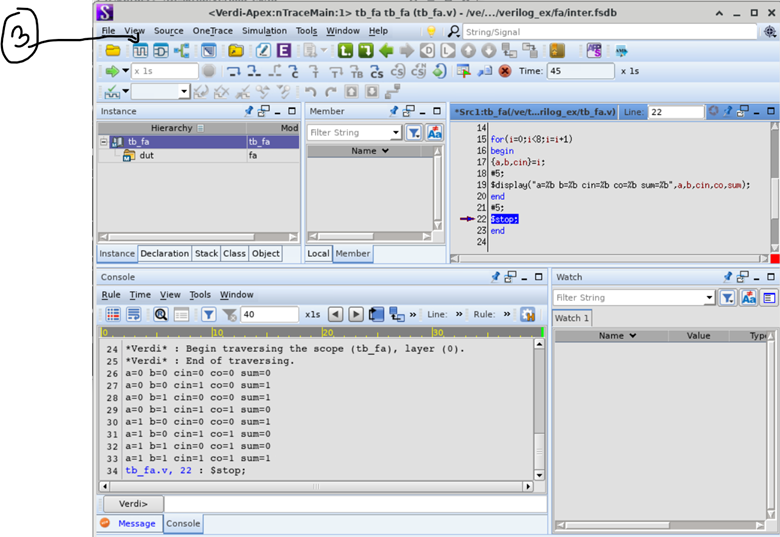 3
<Verdi-Apex:nTraceMain:1> tb_fa tb_fa (tb_fa.v) - /ve/.../verilog_ex/fa/inter.fsdb
File View Source OneTrace Simulation Tools Window Help String/Signal
x 1s Time: 45 x 1s
Instance
Hierarchy Mod
tb_fa tb_fa
dut fa
Instance Declaration Stack Class Object
Member
Filter String
Name
Local Member
*Src1:tb_fa(/ve/t...rilog_ex/tb_fa.v) Line: 22
14
15 for(i=0;i<8;i=i+1)
16 begin
17 {a,b,cin}=i;
18 #5;
19 $display("a=%b b=%b cin=%b co=%b sum=%b",a,b,cin,co,sum);
20 end
21 #5;
22 $stop;
23 end
24
Console
Rule Time View Tools Window
40 x1s » Line: » Rule: »
0 10 20 30
24 *Verdi* : Begin traversing the scope (tb_fa), layer (0).
25 *Verdi* : End of traversing.
26 a=0 b=0 cin=0 co=0 sum=0
27 a=0 b=0 cin=1 co=0 sum=1
28 a=0 b=1 cin=0 co=0 sum=1
29 a=0 b=1 cin=1 co=1 sum=0
30 a=1 b=0 cin=0 co=0 sum=1
31 a=1 b=0 cin=1 co=1 sum=0
32 a=1 b=1 cin=0 co=1 sum=0
33 a=1 b=1 cin=1 co=1 sum=1
34 tb_fa.v, 22 : $stop;
Verdi>
Message Console
Watch
Filter String
Watch 1
Name Value Type